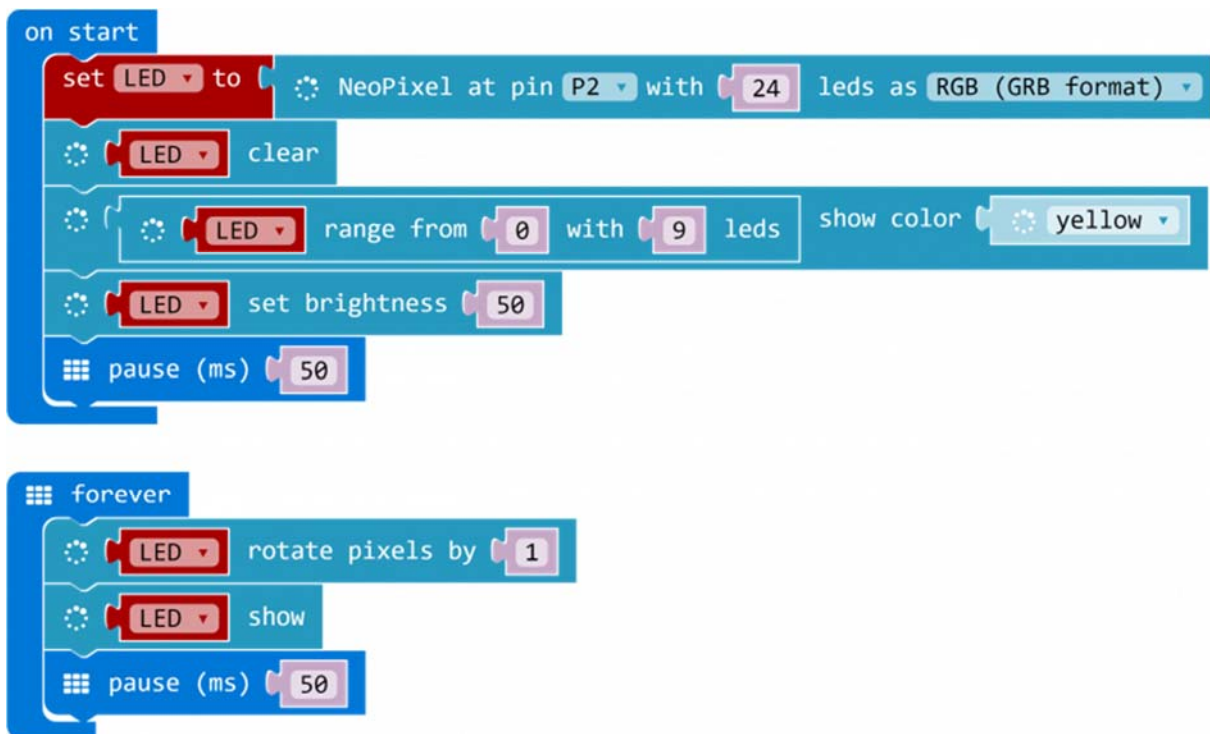 on start
set LED to NeoPixel at pin P2 with 24 leds as RGB (GRB format)
LED clear
LED range from 0 with 9 leds show color yellow
LED set brightness 50
pause (ms) 50
forever
LED rotate pixels by 1
LED show
pause (ms) 50